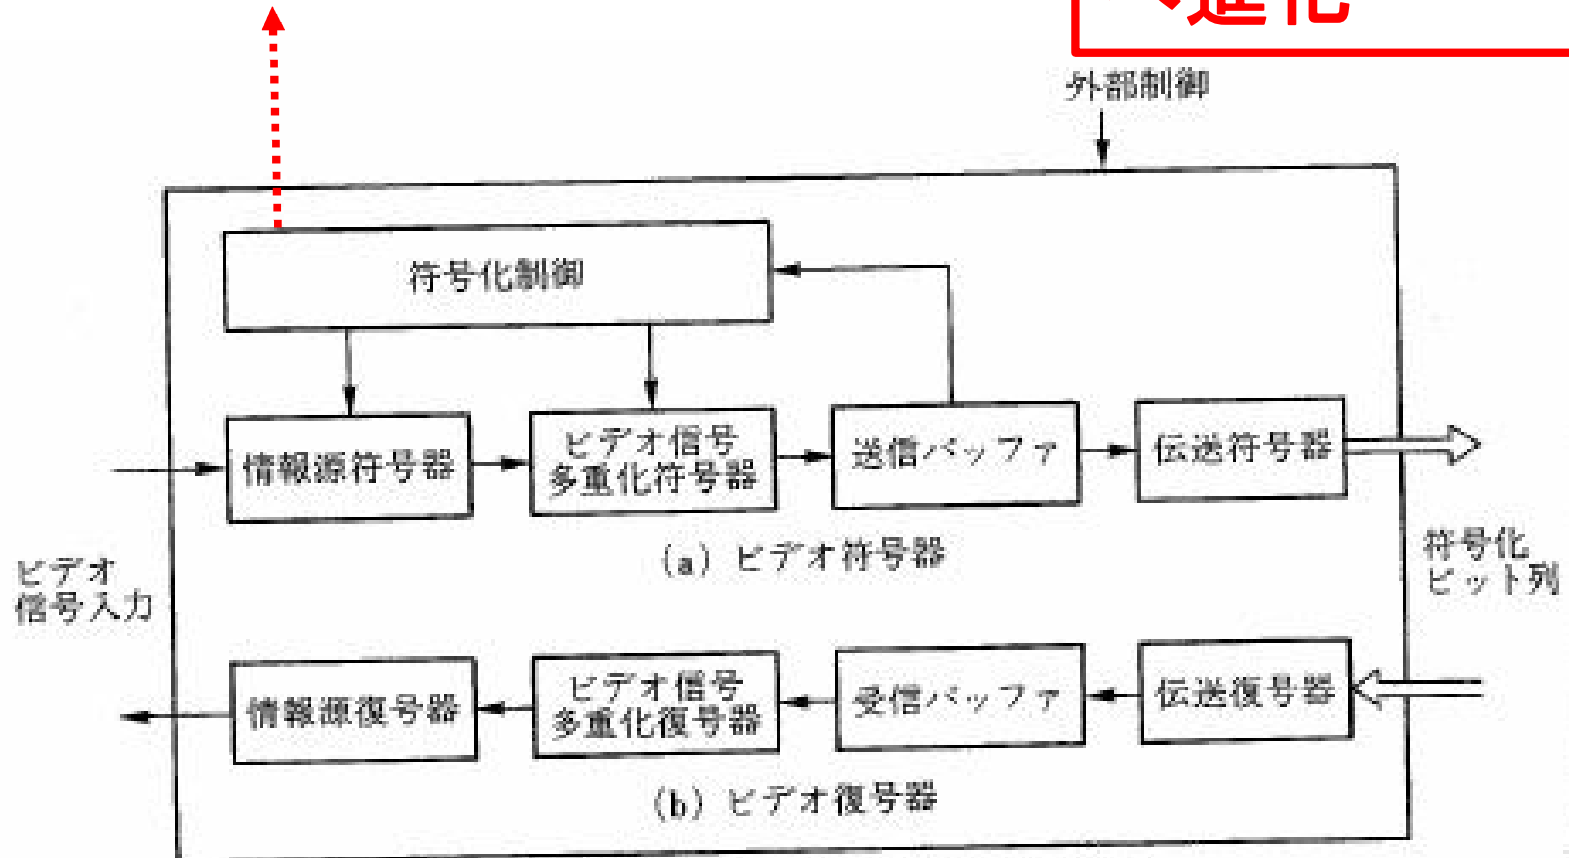 へ進化
外部制御
符号化制御
情報源符号器
ビデオ信号
多重化符号器
送信バッファ
伝送符号器
(a) ビデオ符号器
ビデオ
信号入力
符号化
ビット列
情報源復号器
ビデオ信号
多重化復号器
受信バッファ
伝送復号器
(b) ビデオ復号器